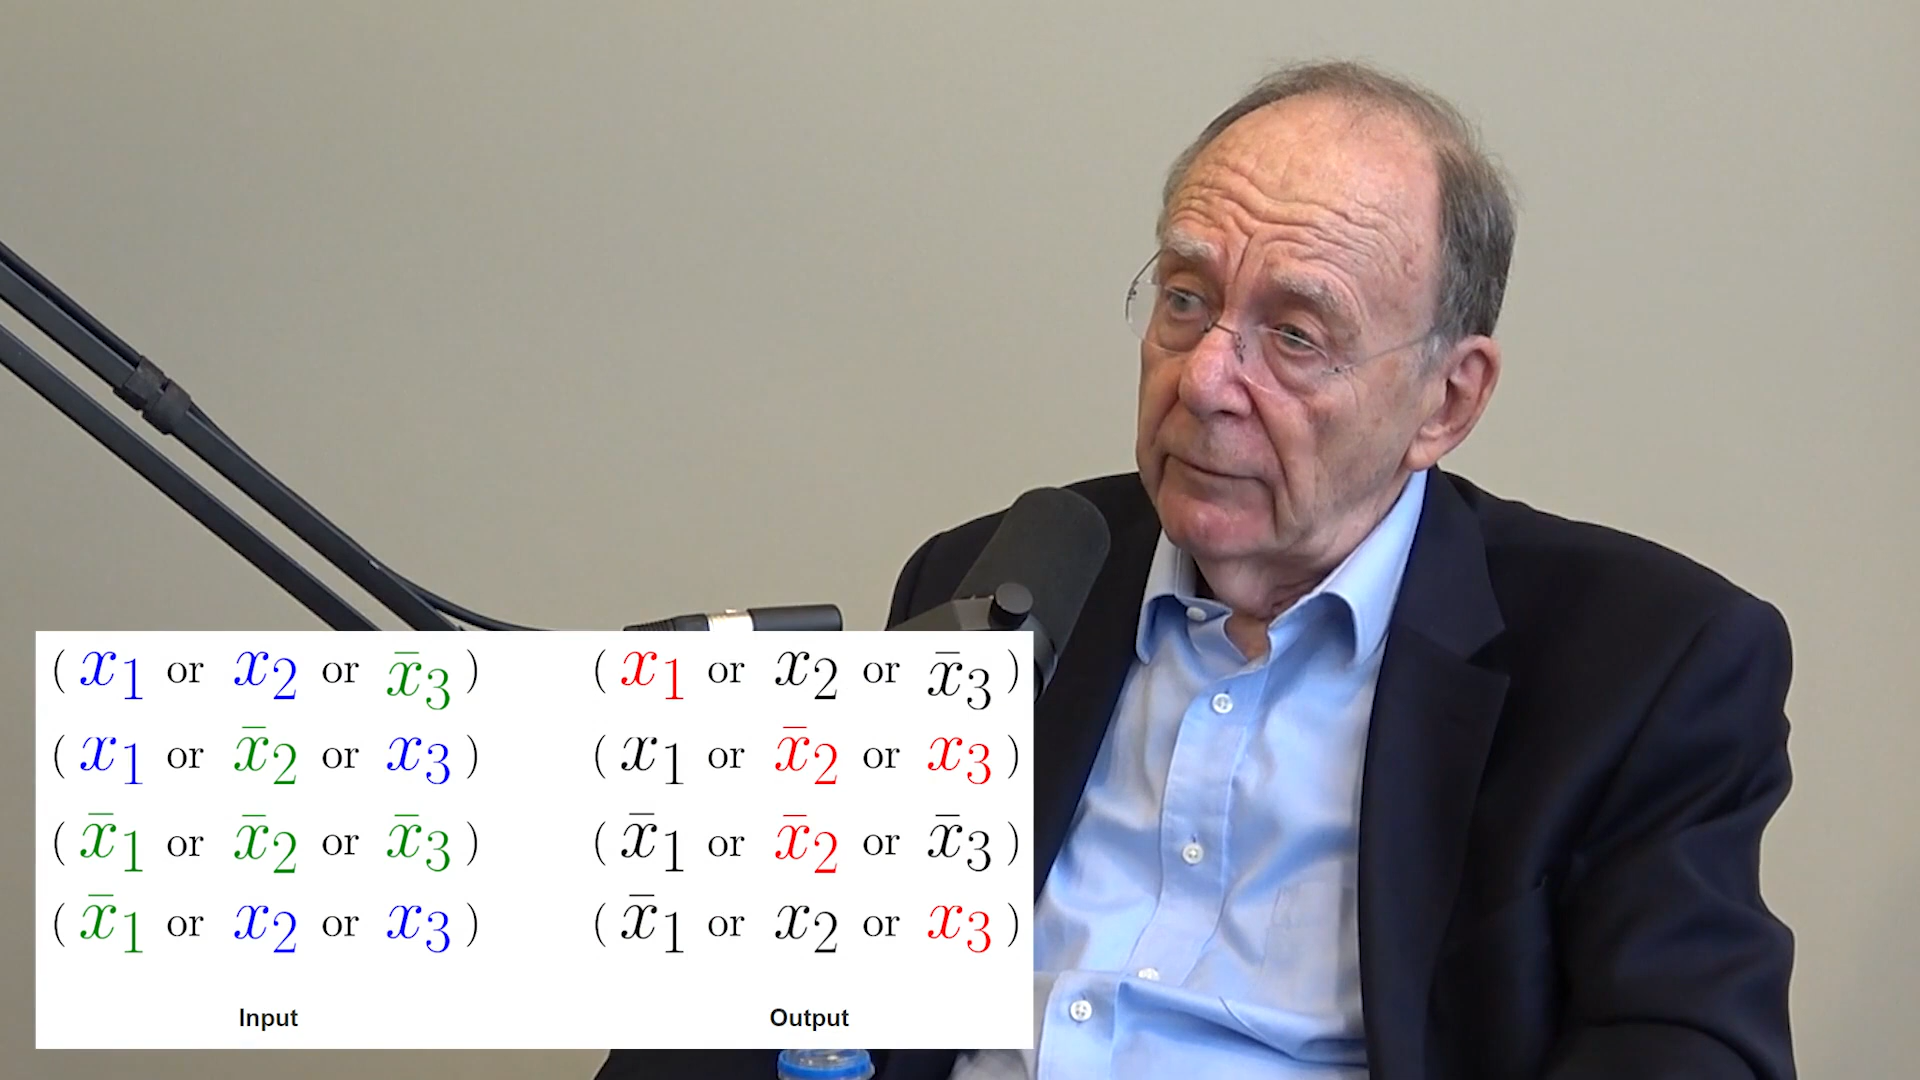 ( x₁ or x₂ or x̄₃ ) ( x₁ or x₂ or x̄₃ )
( x₁ or x̄₂ or x₃ ) ( x₁ or x̄₂ or x₃ )
( x̄₁ or x̄₂ or x̄₃ ) ( x̄₁ or x̄₂ or x̄₃ )
( x̄₁ or x₂ or x₃ ) ( x̄₁ or x₂ or x₃ )
Input Output